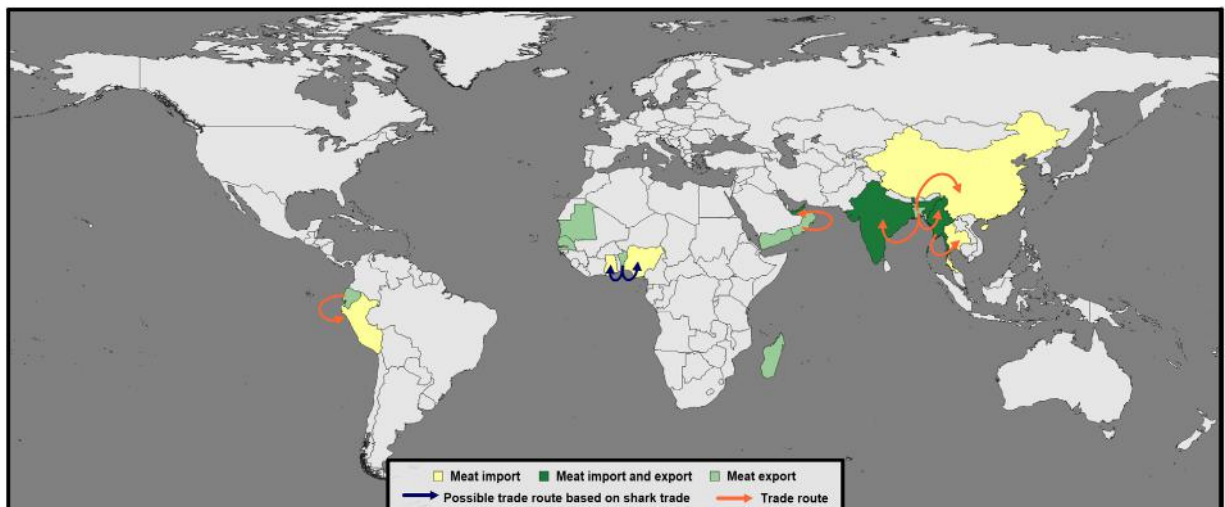 Meat import Meat import and export Meat export
Possible trade route based on shark trade Trade route